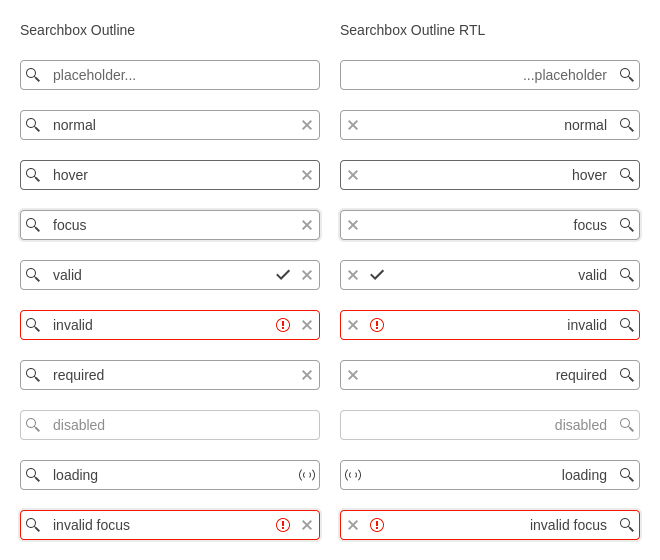 Searchbox Outline
placeholder...
normal
hover
focus
valid
invalid
required
disabled
loading
invalid focus
Searchbox Outline RTL
...placeholder
normal
hover
focus
valid
invalid
required
disabled
loading
invalid focus